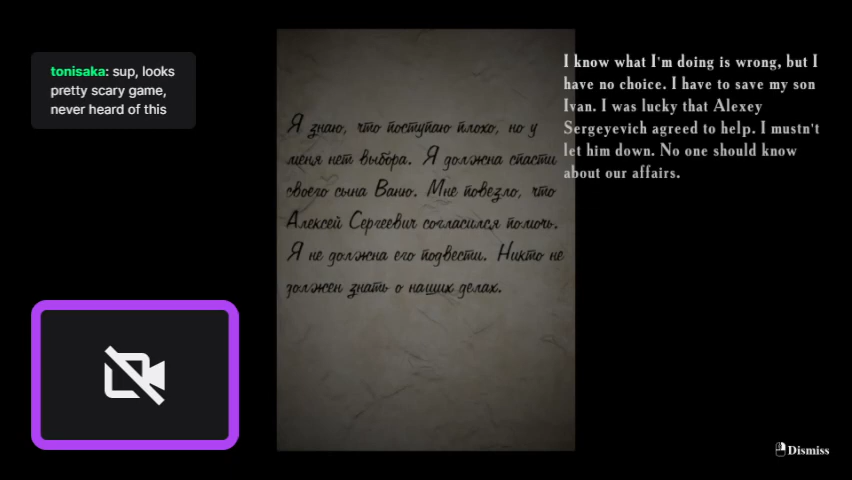 tonisaka: sup, looks
pretty scary game,
never heard of this
Я знаю, что поступаю плохо, но у
меня нет выбора. Я должна спасти
своего сына Ваню. Мне повезло, что
Алексей Сергеевич согласился помочь.
Я не должна его подвести. Никто не
должен знать о наших делах.
I know what I'm doing is wrong, but I
have no choice. I have to save my son
Ivan. I was lucky that Alexey
Sergeyevich agreed to help. I mustn't
let him down. No one should know
about our affairs.
Dismiss